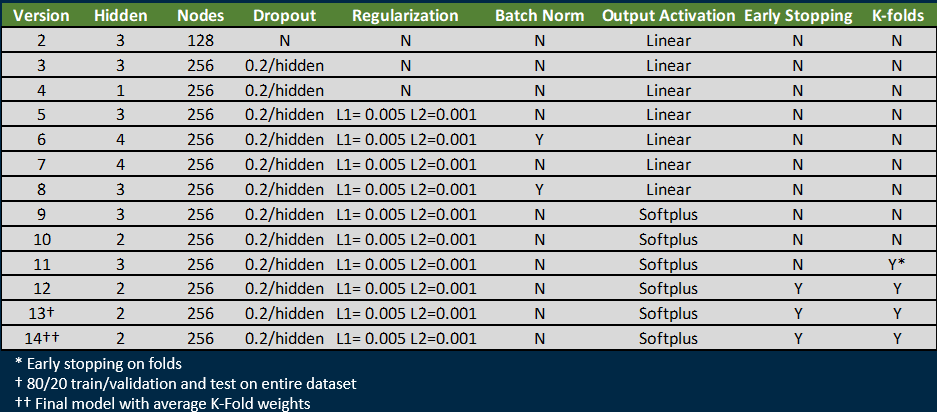 Version Hidden Nodes Dropout Regularization Batch Norm Output Activation Early Stopping K-folds
2 3 128 N N N Linear N N
3 3 256 0.2/hidden N N Linear N N
4 1 256 0.2/hidden N N Linear N N
5 3 256 0.2/hidden L1= 0.005 L2=0.001 N Linear N N
6 4 256 0.2/hidden L1= 0.005 L2=0.001 Y Linear N N
7 4 256 0.2/hidden L1= 0.005 L2=0.001 N Linear N N
8 3 256 0.2/hidden L1= 0.005 L2=0.001 Y Linear N N
9 3 256 0.2/hidden L1= 0.005 L2=0.001 N Softplus N N
10 2 256 0.2/hidden L1= 0.005 L2=0.001 N Softplus N N
11 3 256 0.2/hidden L1= 0.005 L2=0.001 N Softplus N Y*
12 2 256 0.2/hidden L1= 0.005 L2=0.001 N Softplus Y Y
13† 2 256 0.2/hidden L1= 0.005 L2=0.001 N Softplus Y Y
14†† 2 256 0.2/hidden L1= 0.005 L2=0.001 N Softplus Y Y
* Early stopping on folds
† 80/20 train/validation and test on entire dataset
†† Final model with average K-Fold weights